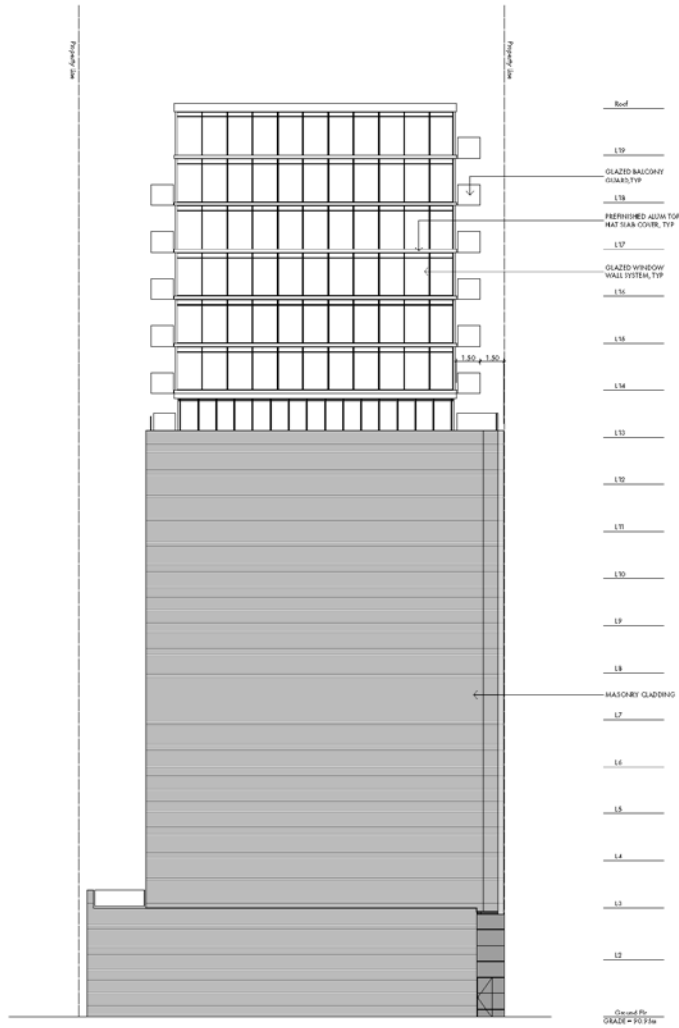 Property Line
Property Line
Roof
L19
GLAZED BALCONY
GUARD, TYP
L18
PREFINISHED ALUM TOP
HAT SLAB COVER, TYP
L17
GLAZED WINDOW
WALL SYSTEM, TYP
L16
L15
1.50 1.50
L14
L13
L12
L11
L10
L9
L8
MASONRY CLADDING
L7
L6
L5
L4
L3
L2
Ground Flr
GRADE = 90.95m